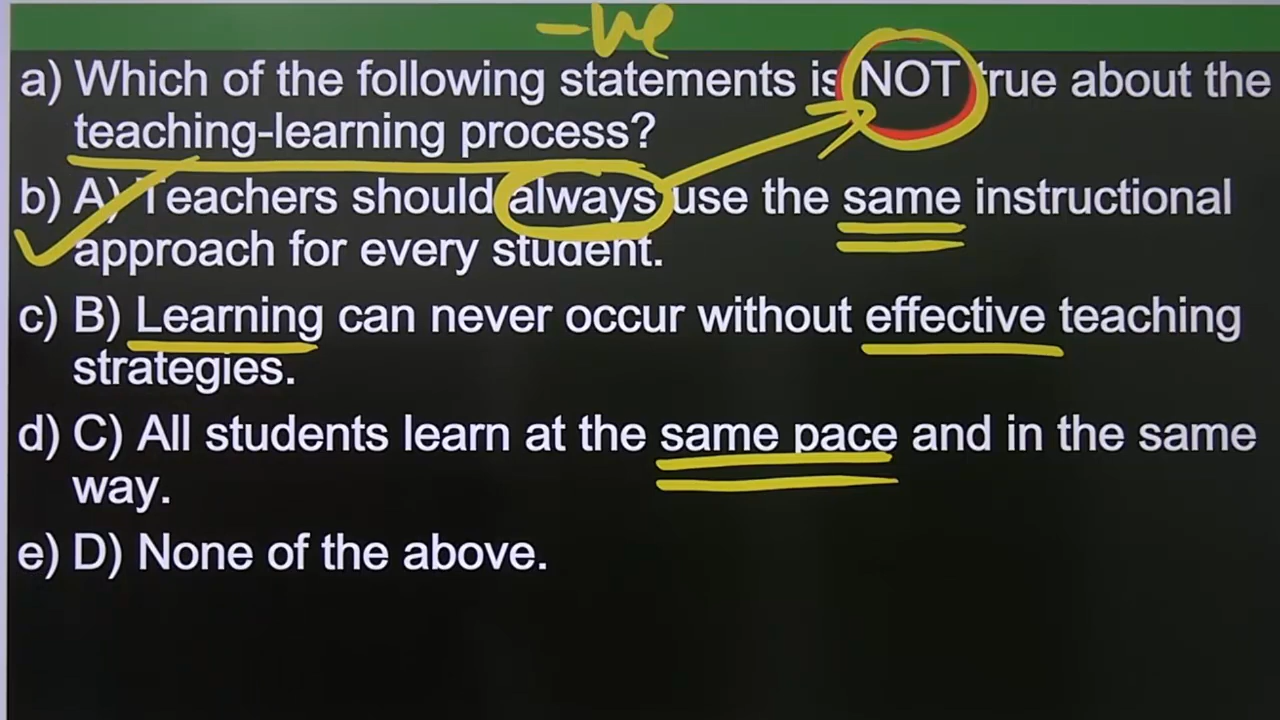 -ve
a) Which of the following statements is NOT true about the
teaching-learning process?
b) A) Teachers should always use the same instructional
approach for every student.
c) B) Learning can never occur without effective teaching
strategies.
d) C) All students learn at the same pace and in the same
way.
e) D) None of the above.